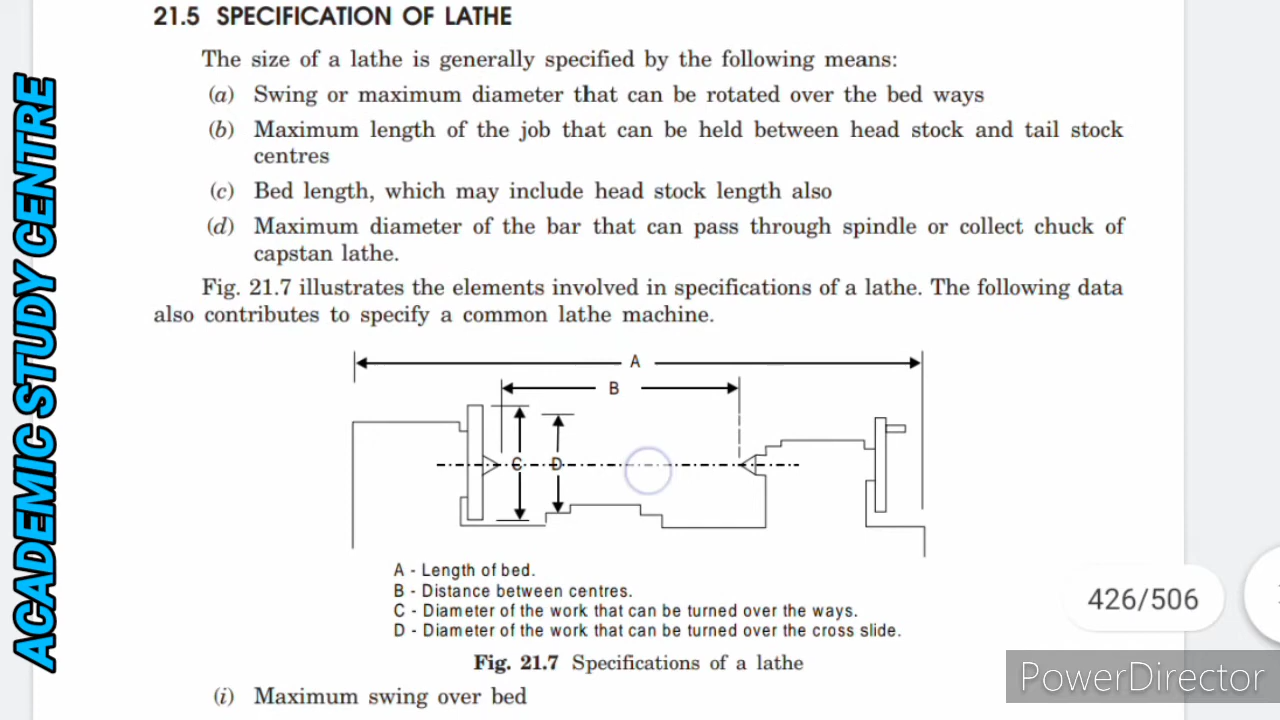 ACADEMIC STUDY CENTRE
21.5 SPECIFICATION OF LATHE
The size of a lathe is generally specified by the following means:
(a) Swing or maximum diameter that can be rotated over the bed ways
(b) Maximum length of the job that can be held between head stock and tail stock
centres
(c) Bed length, which may include head stock length also
(d) Maximum diameter of the bar that can pass through spindle or collect chuck of
capstan lathe.
Fig. 21.7 illustrates the elements involved in specifications of a lathe. The following data
also contributes to specify a common lathe machine.
A
B
C D
A - Length of bed.
B - Distance between centres.
C - Diameter of the work that can be turned over the ways.
D - Diameter of the work that can be turned over the cross slide.
Fig. 21.7 Specifications of a lathe
(i) Maximum swing over bed
426/506
PowerDirector